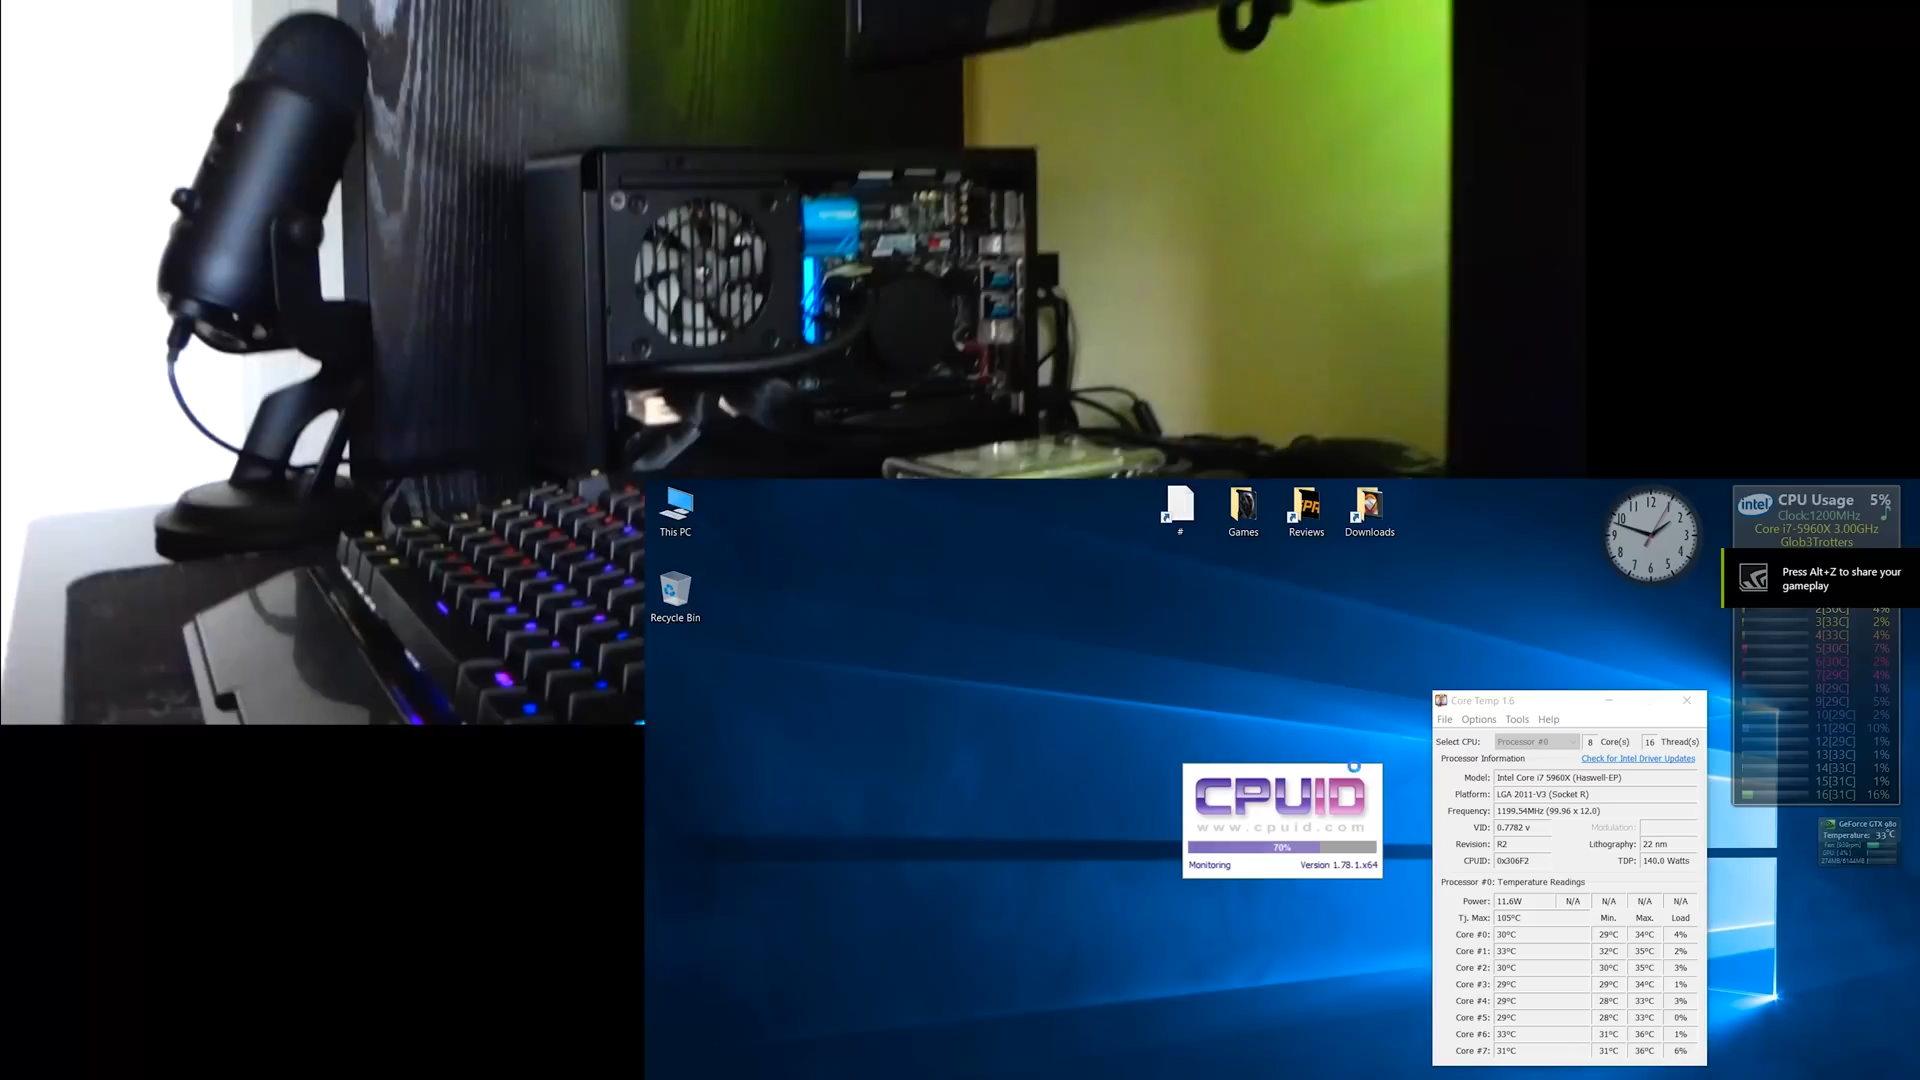 This PC
Recycle Bin
#
Games
Reviews
Downloads
intel
CPU Usage 5%
Clock:1200MHz
Core i7-5960X 3.00GHz
Glob3Trotters
Press Alt+Z to share your
gameplay
2[30C] 4%
3[33C] 2%
4[33C] 4%
5[30C] 7%
6[30C] 2%
7[29C] 4%
8[29C] 1%
9[29C] 5%
10[29C] 2%
11[29C] 10%
12[29C] 1%
13[33C] 1%
14[33C] 1%
15[31C] 1%
16[31C] 16%
GeForce GTX 980
Temperature: 33°C
CPUID
www.cpuid.com
70%
Monitoring Version 1.78.1.x64
Core Temp 1.6
File Options Tools Help
Select CPU: Processor #0 8 Core(s) 16 Thread(s)
Processor Information Check for Intel Driver Updates
Model: Intel Core i7 5960X (Haswell-EP)
Platform: LGA 2011-V3 (Socket R)
Frequency: 1199.54MHz (99.96 x 12.0)
VID: 0.7782 v Modulation:
Revision: R2 Lithography: 22 nm
CPUID: 0x306F2 TDP: 140.0 Watts
Processor #0: Temperature Readings
Power: 11.6W N/A N/A N/A N/A
Tj. Max: 105°C Min. Max. Load
Core #0: 30°C 29°C 34°C 4%
Core #1: 33°C 32°C 35°C 2%
Core #2: 30°C 30°C 35°C 3%
Core #3: 29°C 29°C 34°C 1%
Core #4: 29°C 28°C 33°C 3%
Core #5: 29°C 28°C 33°C 0%
Core #6: 33°C 31°C 36°C 1%
Core #7: 31°C 31°C 36°C 6%